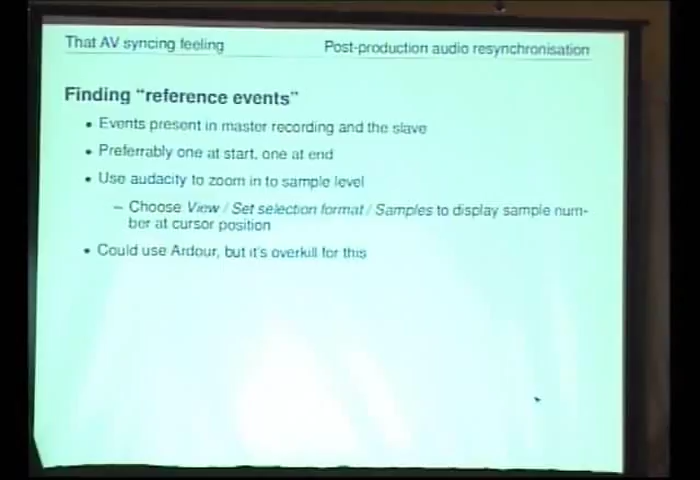 That AV syncing feeling Post-production audio resynchronisation
Finding “reference events”
• Events present in master recording and the slave
• Preferrably one at start, one at end
• Use audacity to zoom in to sample level
– Choose View / Set selection format / Samples to display sample num-
ber at cursor position
• Could use Ardour, but it's overkill for this